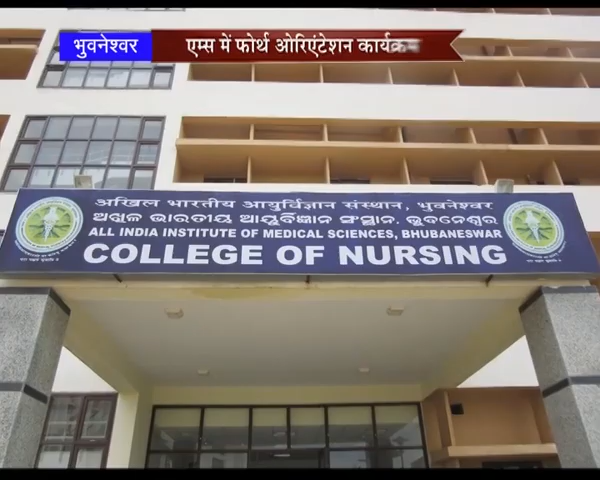 भुवनेश्वर
एम्स में फोर्थ ओरिएंटेशन कार्यक्रम
अखिल भारतीय आयुर्विज्ञान संस्थान, भुवनेश्वर
ଅଖିଳ ଭାରତୀୟ ଆୟୁର୍ବିଜ୍ଞାନ ସଂସ୍ଥାନ, ଭୁବନେଶ୍ୱର
ALL INDIA INSTITUTE OF MEDICAL SCIENCES, BHUBANESWAR
COLLEGE OF NURSING